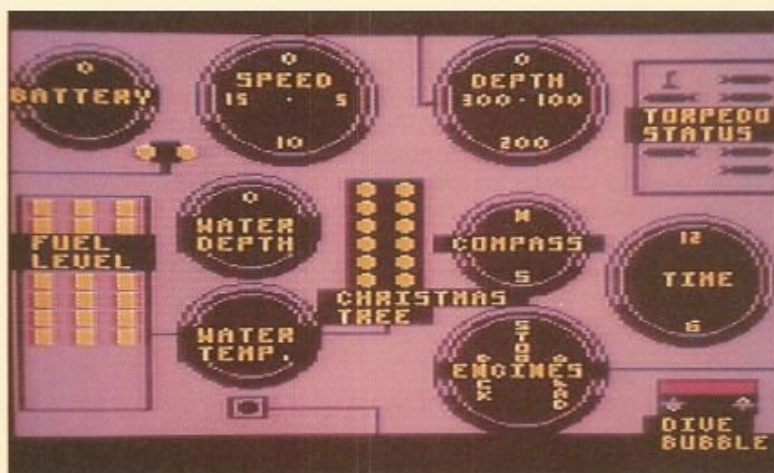 0
BATTERY
0
SPEED
15 · 5
10
0
DEPTH
300 · 100
200
TORPEDO
STATUS
FUEL
LEVEL
0
WATER
DEPTH
N
COMPASS
S
12
TIME
6
CHRISTMAS
TREE
WATER
TEMP.
STOP
ENGINES
DIVE
BUBBLE